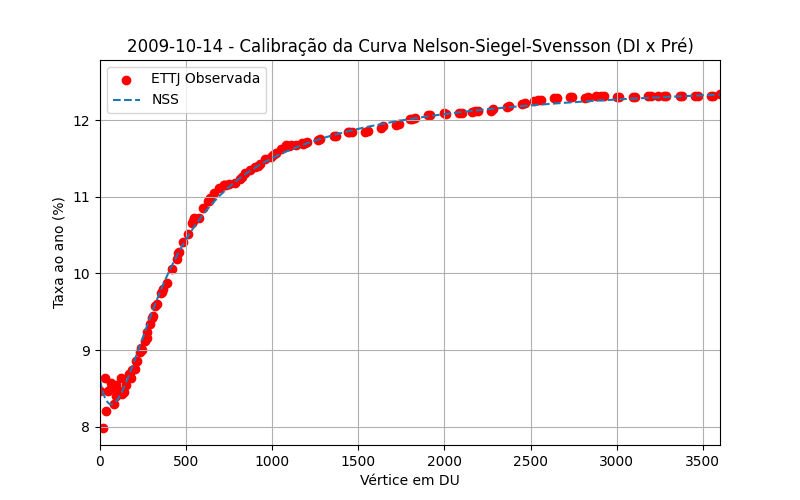 2009-10-14 - Calibração da Curva Nelson-Siegel-Svensson (DI x Pré)
ETTJ Observada
NSS
Taxa ao ano (%)
12
11
10
9
8
0 500 1000 1500 2000 2500 3000 3500
Vértice em DU